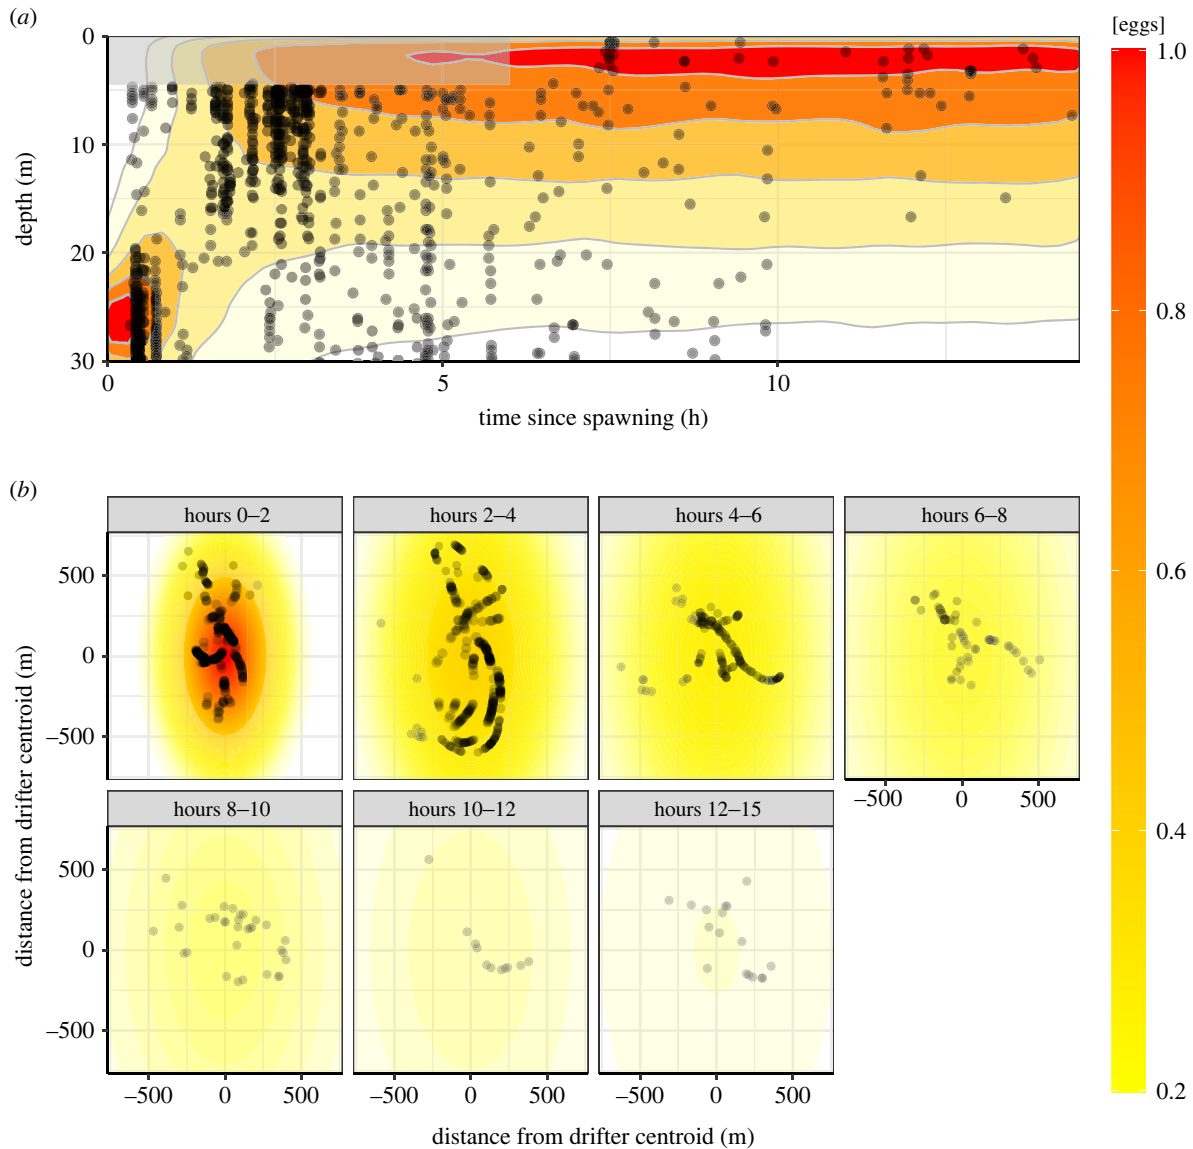 (a)
[eggs]
0
10
20
30
depth (m)
0
5
10
time since spawning (h)
1.0
0.8
0.6
0.4
0.2
(b)
hours 0–2
hours 2–4
hours 4–6
hours 6–8
500
0
–500
–500
0
500
hours 8–10
hours 10–12
hours 12–15
500
0
–500
–500
0
500
–500
0
500
–500
0
500
distance from drifter centroid (m)
distance from drifter centroid (m)